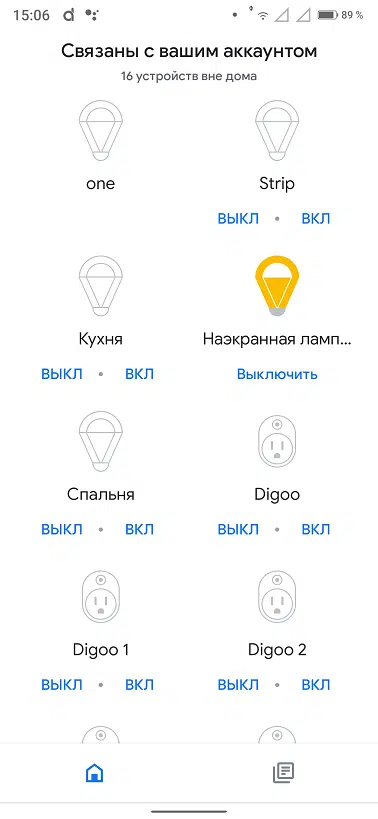 15:06
89 %
Связаны с вашим аккаунтом
16 устройств вне дома
one
Strip
ВЫКЛ • ВКЛ
Кухня
Наэкранная ламп...
ВЫКЛ • ВКЛ
Выключить
Спальня
Digoo
ВЫКЛ • ВКЛ
ВЫКЛ • ВКЛ
Digoo 1
Digoo 2
ВЫКЛ • ВКЛ
ВЫКЛ • ВКЛ